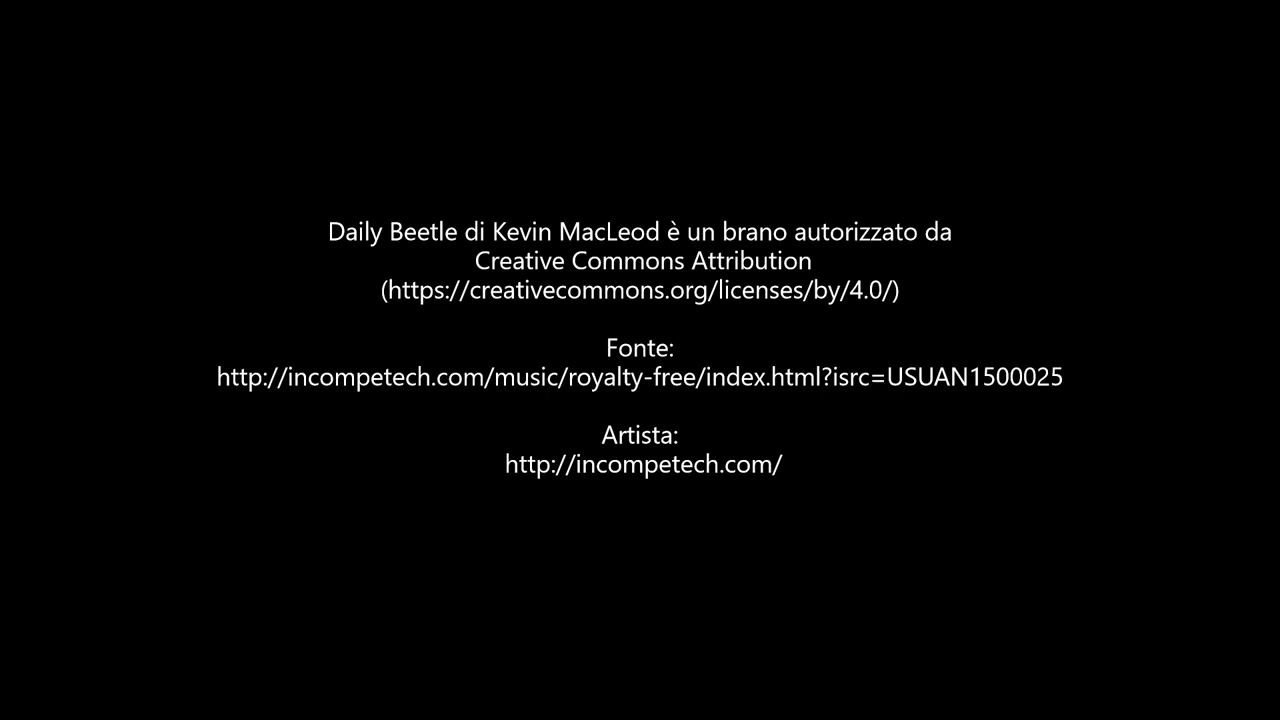 Daily Beetle di Kevin MacLeod è un brano autorizzato da
Creative Commons Attribution
(https://creativecommons.org/licenses/by/4.0/)
Fonte:
http://incompetech.com/music/royalty-free/index.html?isrc=USUAN1500025
Artista:
http://incompetech.com/